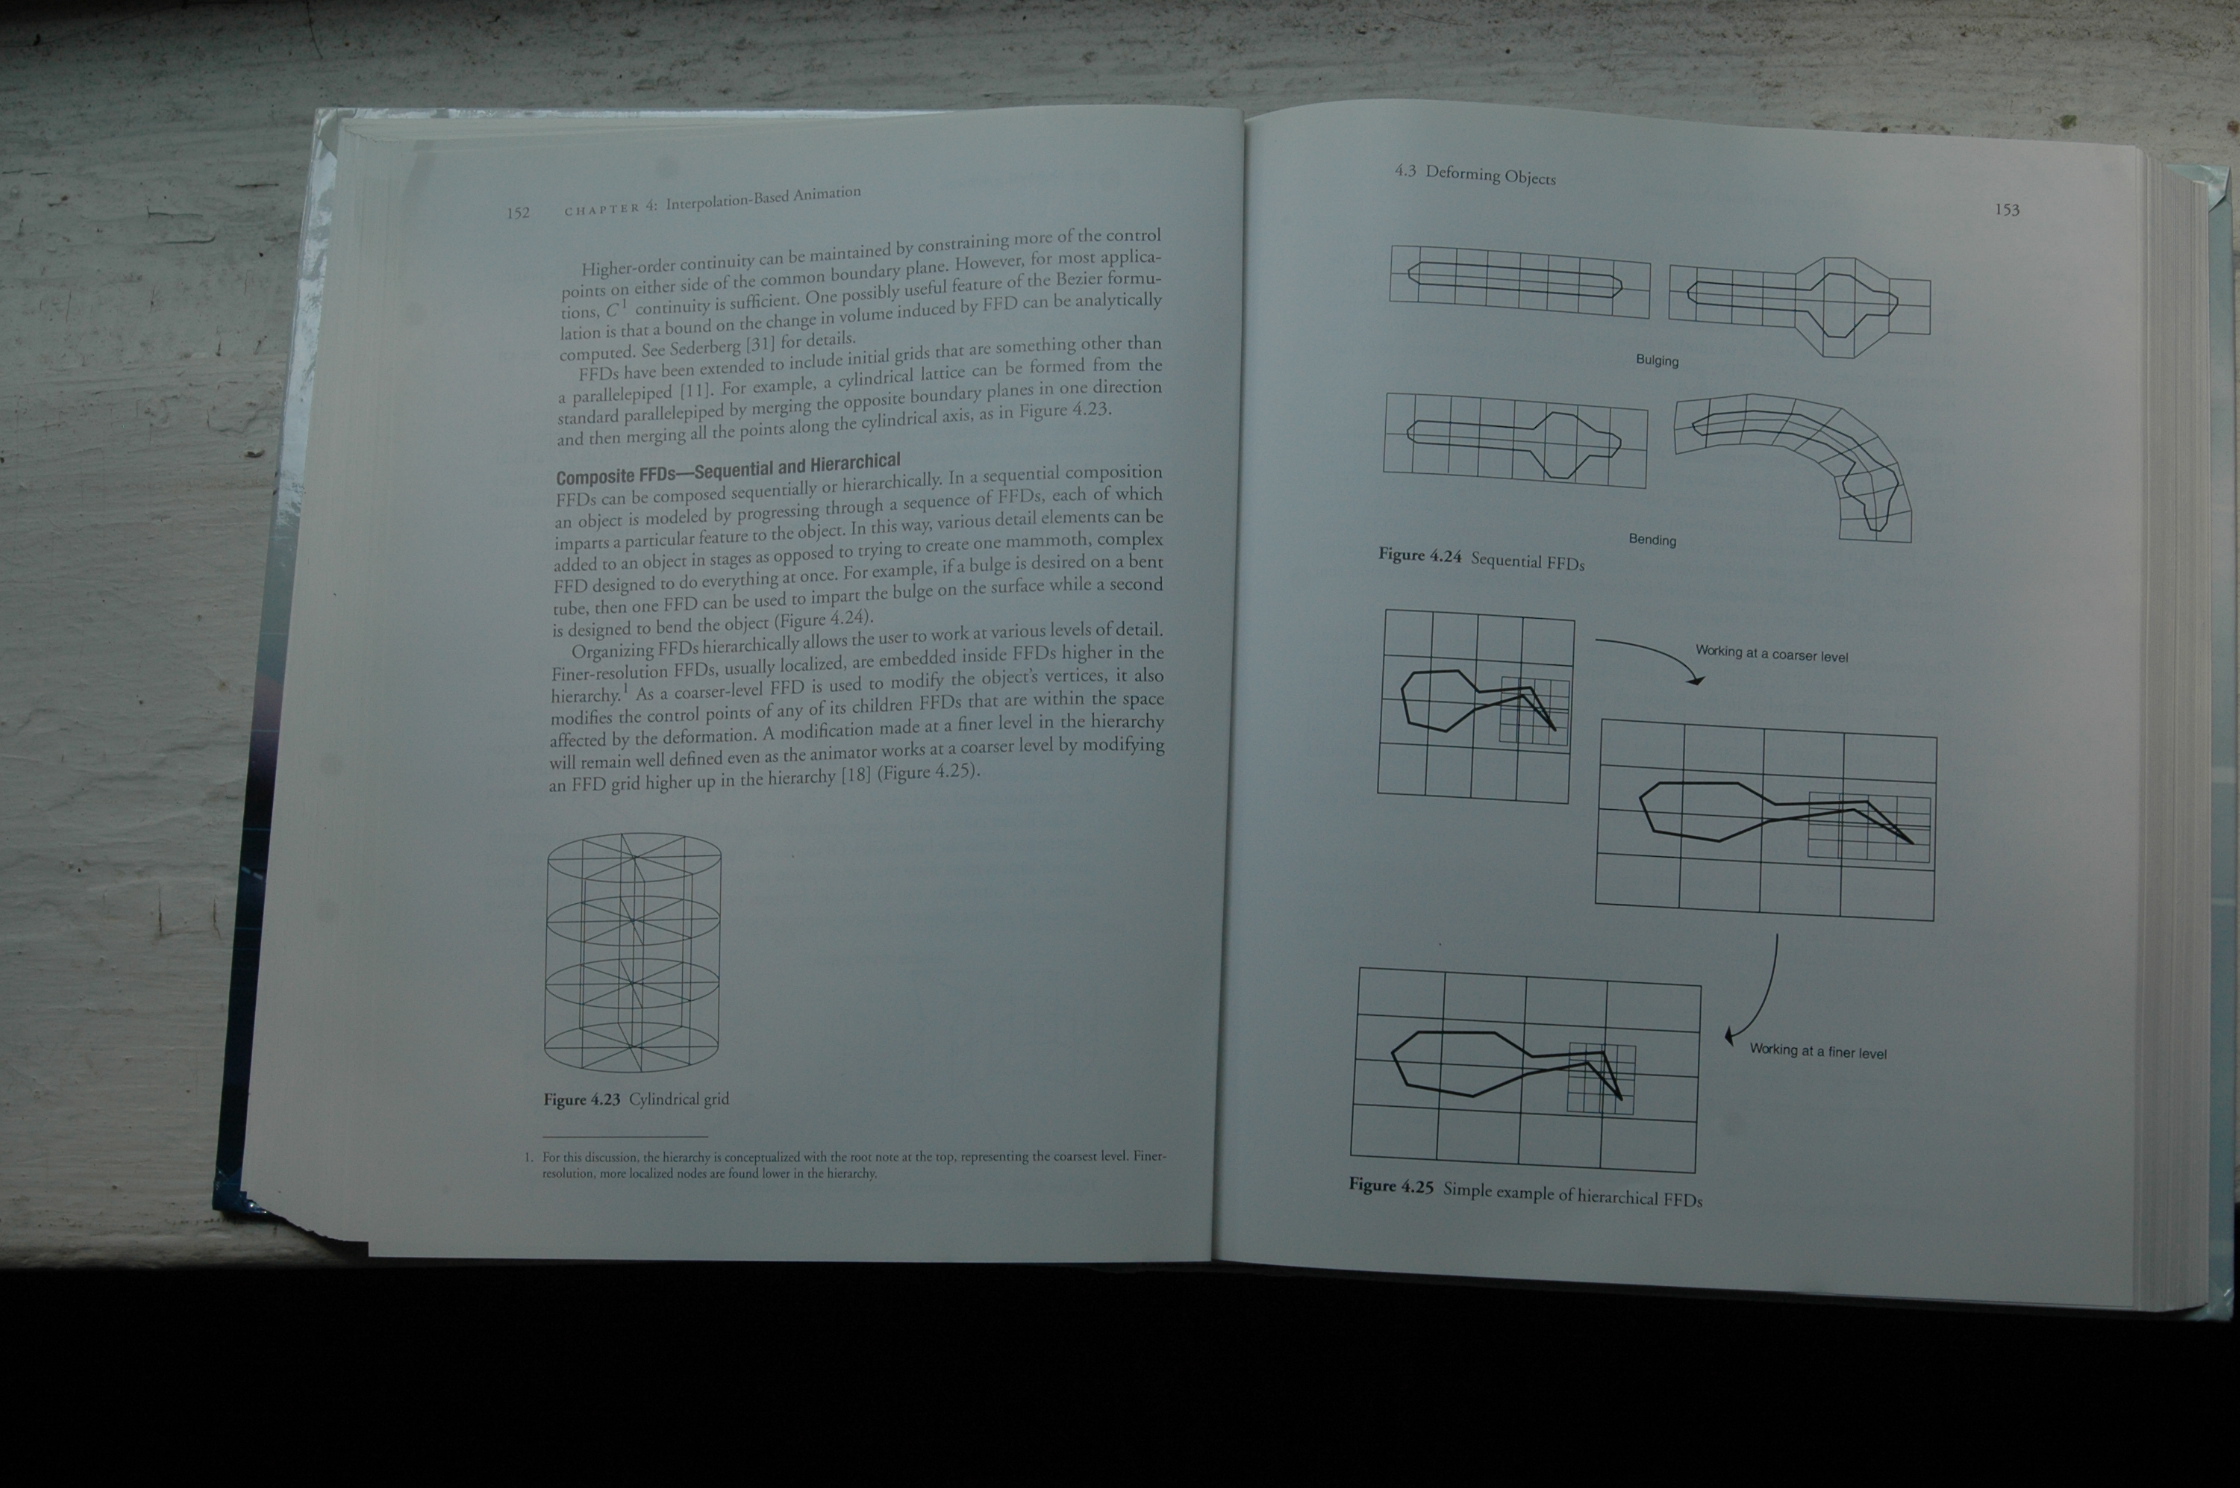 152 CHAPTER 4: Interpolation-Based Animation
Higher-order continuity can be maintained by constraining more of the control
points on either side of the common boundary plane. However, for most applica-
tions, C¹ continuity is sufficient. One possibly useful feature of the Bezier formu-
lation is that a bound on the change in volume induced by FFD can be analytically
computed. See Sederberg [31] for details.
FFDs have been extended to include initial grids that are something other than
a parallelepiped [11]. For example, a cylindrical lattice can be formed from the
standard parallelepiped by merging the opposite boundary planes in one direction
and then merging all the points along the cylindrical axis, as in Figure 4.23.
Composite FFDs—Sequential and Hierarchical
FFDs can be composed sequentially or hierarchically. In a sequential composition
an object is modeled by progressing through a sequence of FFDs, each of which
imparts a particular feature to the object. In this way, various detail elements can be
added to an object in stages as opposed to trying to create one mammoth, complex
FFD designed to do everything at once. For example, if a bulge is desired on a bent
tube, then one FFD can be used to impart the bulge on the surface while a second
is designed to bend the object (Figure 4.24).
Organizing FFDs hierarchically allows the user to work at various levels of detail.
Finer-resolution FFDs, usually localized, are embedded inside FFDs higher in the
hierarchy.¹ As a coarser-level FFD is used to modify the object's vertices, it also
modifies the control points of any of its children FFDs that are within the space
affected by the deformation. A modification made at a finer level in the hierarchy
will remain well defined even as the animator works at a coarser level by modifying
an FFD grid higher up in the hierarchy [18] (Figure 4.25).
Figure 4.23 Cylindrical grid
1. For this discussion, the hierarchy is conceptualized with the root note at the top, representing the coarsest level. Finer-
resolution, more localized nodes are found lower in the hierarchy.
4.3 Deforming Objects
153
Bulging
Bending
Figure 4.24 Sequential FFDs
Working at a coarser level
Working at a finer level
Figure 4.25 Simple example of hierarchical FFDs